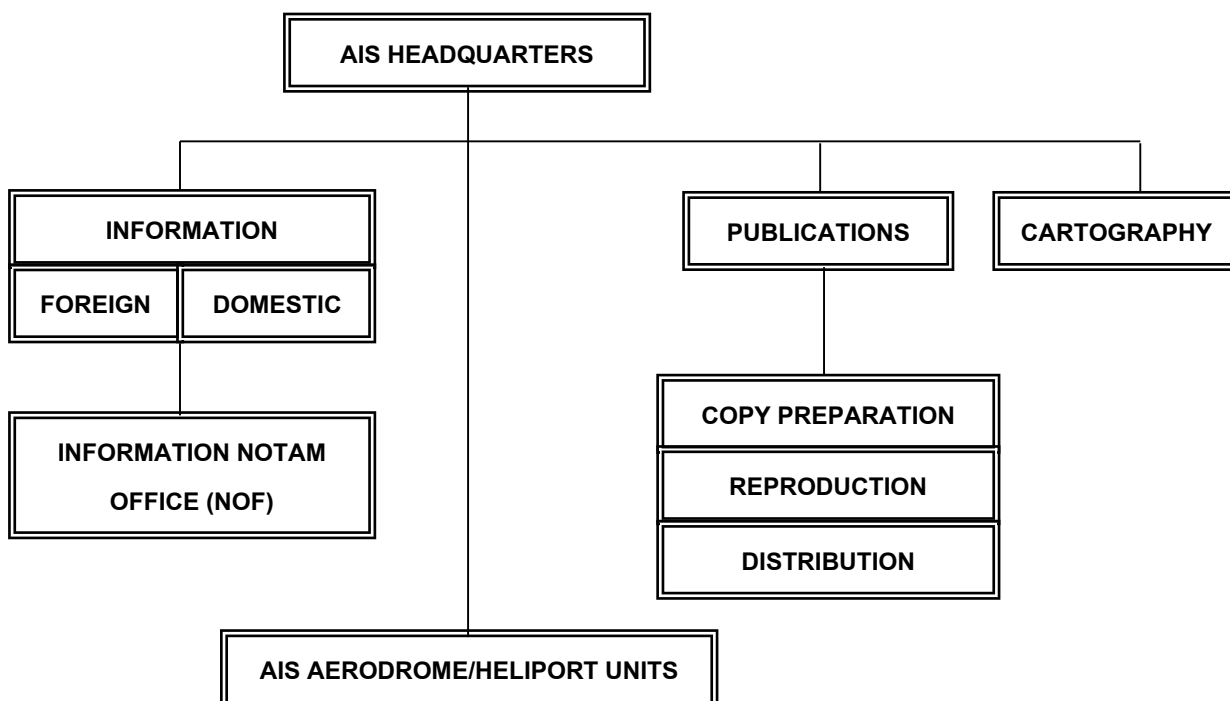 AIS HEADQUARTERS
INFORMATION
FOREIGN
DOMESTIC
INFORMATION NOTAM
OFFICE (NOF)
PUBLICATIONS
CARTOGRAPHY
COPY PREPARATION
REPRODUCTION
DISTRIBUTION
AIS AERODROME/HELIPORT UNITS